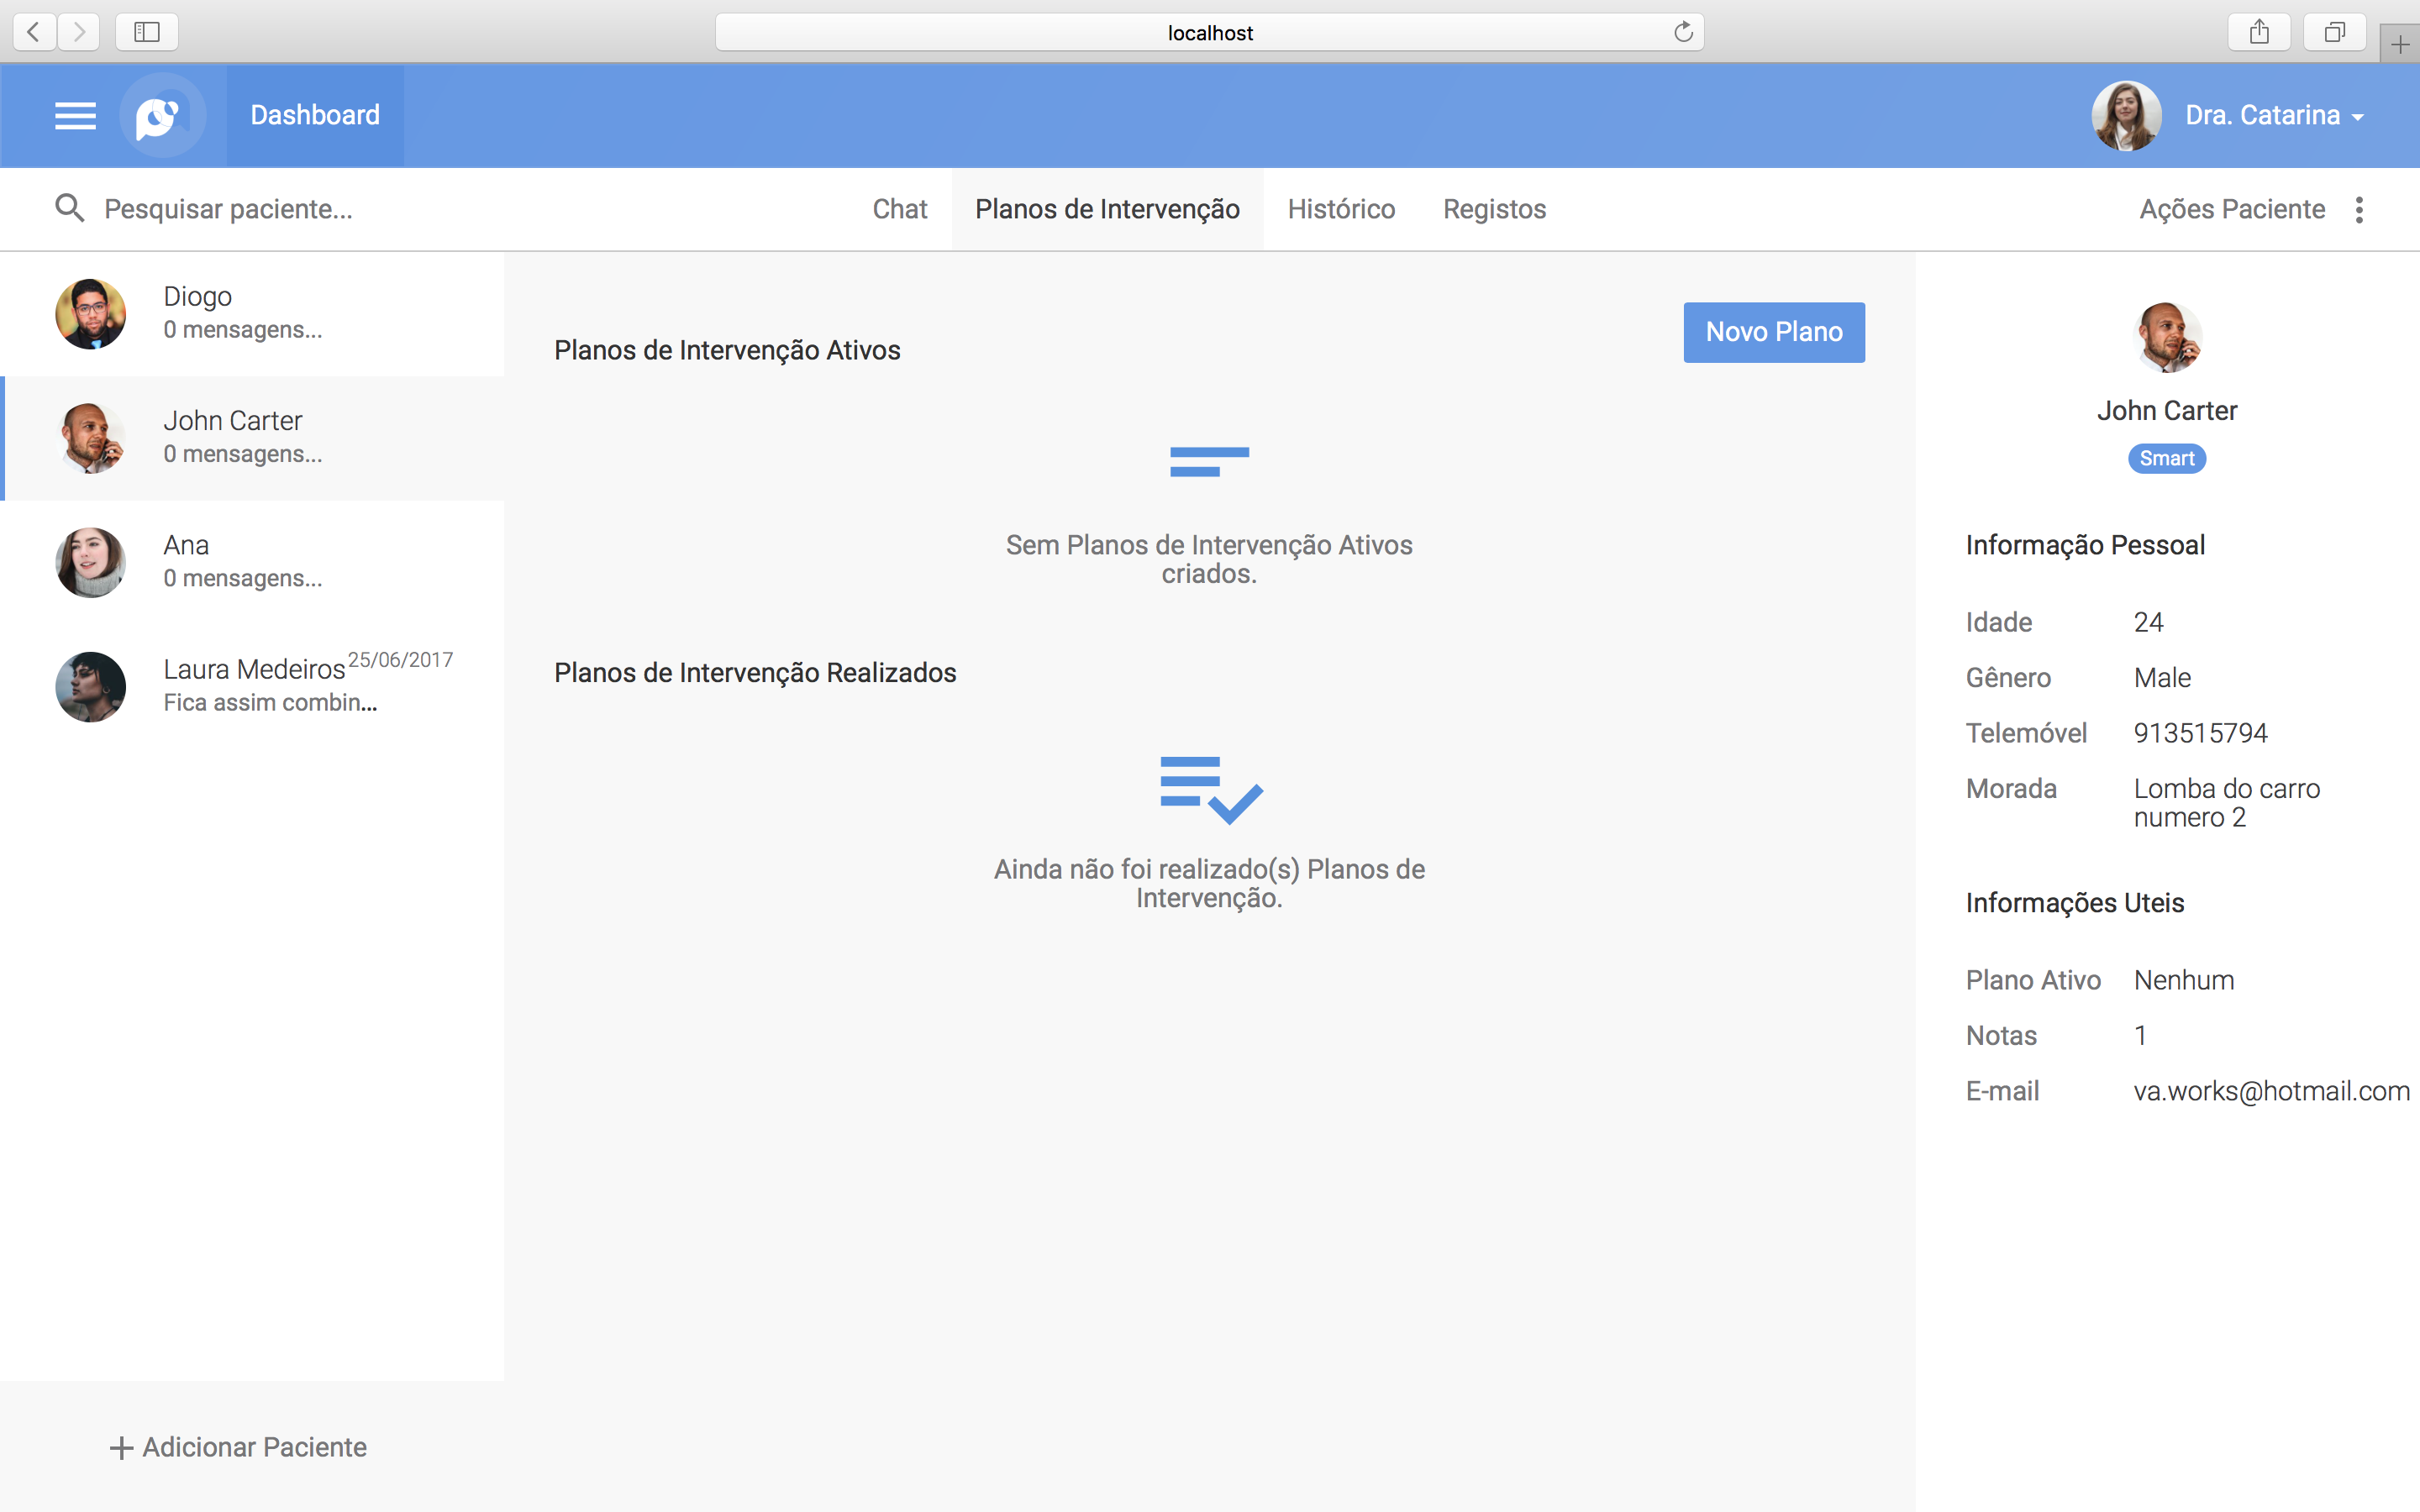 localhost
Dashboard
Dra. Catarina
Pesquisar paciente...
Chat
Planos de Intervenção
Histórico
Registos
Ações Paciente
Diogo
0 mensagens...
John Carter
0 mensagens...
Ana
0 mensagens...
Laura Medeiros 25/06/2017
Fica assim combin...
Adicionar Paciente
Planos de Intervenção Ativos
Novo Plano
Sem Planos de Intervenção Ativos
criados.
Planos de Intervenção Realizados
Ainda não foi realizado(s) Planos de
Intervenção.
John Carter
Smart
Informação Pessoal
Idade 24
Gênero Male
Telemóvel 913515794
Morada Lomba do carro
numero 2
Informações Uteis
Plano Ativo Nenhum
Notas 1
E-mail va.works@hotmail.com